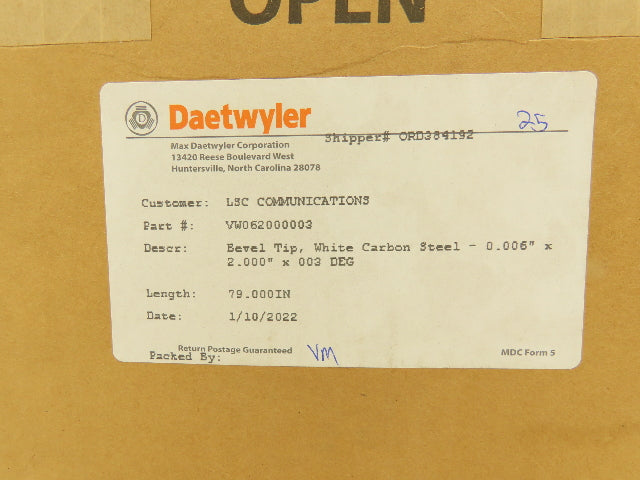 OPEN
Daetwyler
25
Shipper# ORD384192
Max Daetwyler Corporation
13420 Reese Boulevard West
Huntersville, North Carolina 28078
Customer: LSC COMMUNICATIONS
Part #: VW062000003
Descr: Bevel Tip, White Carbon Steel - 0.006" x
2.000" x 003 DEG
Length: 79.000IN
Date: 1/10/2022
Return Postage Guaranteed
Packed By: VM
MDC Form 5